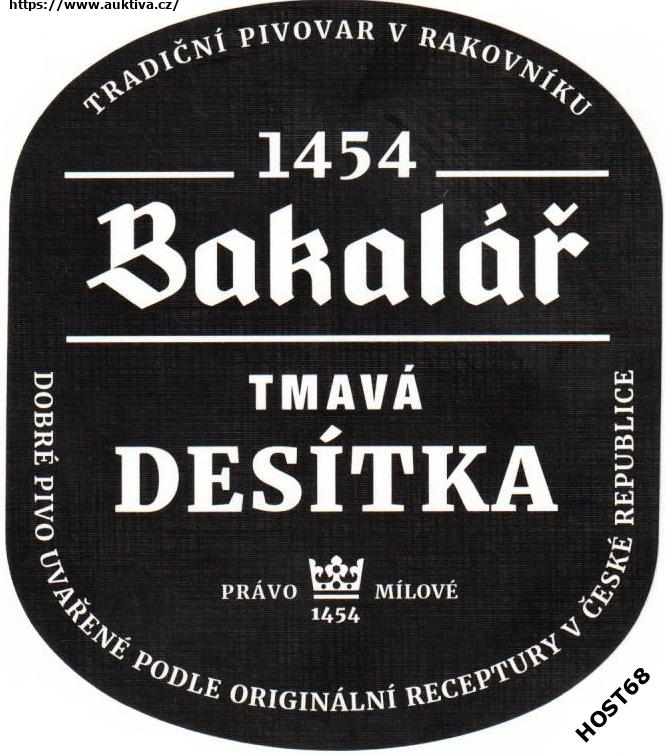 https://www.auktiva.cz/
TRADIČNÍ PIVOVAR V RAKOVNÍKU
1454
Bakalář
TMAVÁ
DESÍTKA
PRÁVO MÍLOVÉ
1454
DOBRÉ PIVO UVAŘENÉ PODLE ORIGINÁLNÍ RECEPTURY V ČESKÉ REPUBLICE
HOST68